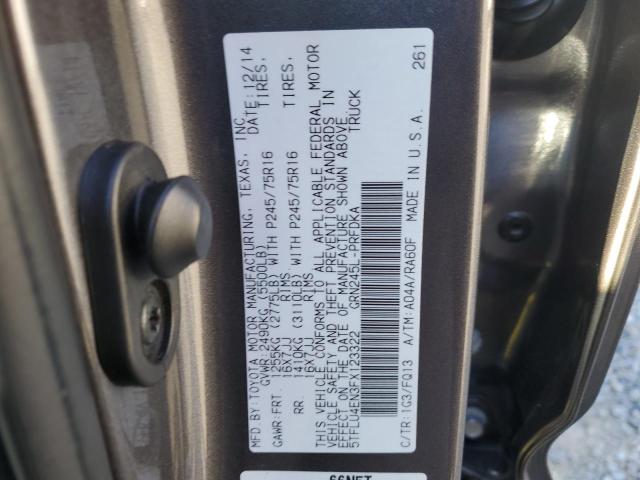 MFD.BY: TOYOTA MOTOR MANUFACTURING, TEXAS, INC.
GVWR: 2490KG (5500LB) DATE: 12/14
GAWR: FRT 1255KG (2775LB) WITH P245/75R16 TIRES,
16X7JJ RIMS
RR. 1410KG (3110LB) WITH P245/75R16 TIRES,
16X7JJ RIMS
THIS VEHICLE CONFORMS TO ALL APPLICABLE FEDERAL MOTOR
VEHICLE SAFETY AND THEFT PREVENTION STANDARDS IN
EFFECT ON THE DATE OF MANUFACTURE SHOWN ABOVE.
5TFLU4EN3FX123322 GRN245L-PRFDKA TRUCK
C/TR: 1G3/FQ13 A/TM: A04A/RA60F MADE IN U.S.A. 261